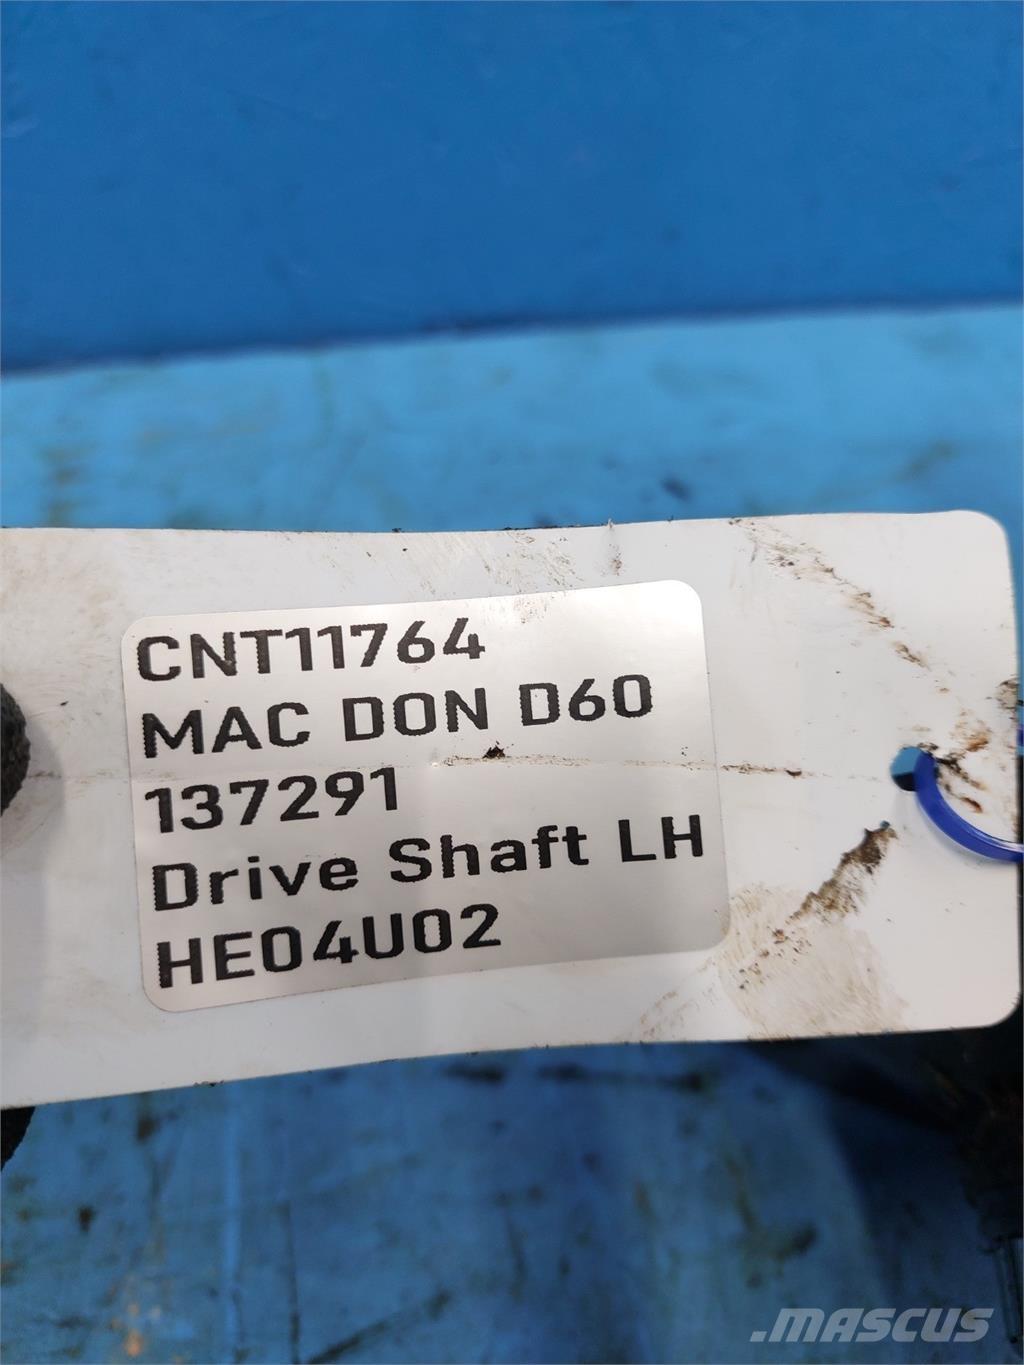 CNT11764
MAC DON D60
137291
Drive Shaft LH
HE04U02
.MASCUS